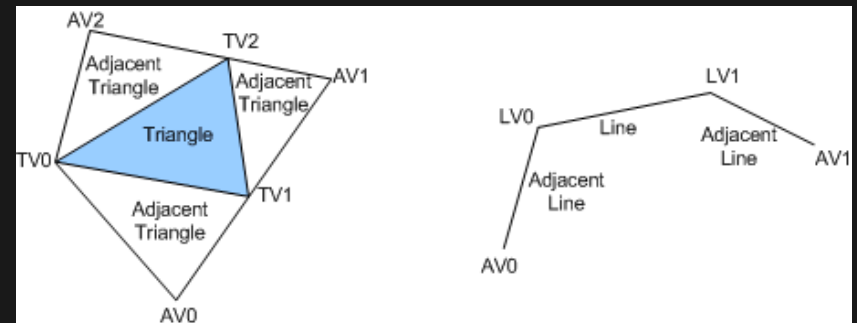 AV2
TV2
Adjacent
Triangle
Adjacent
Triangle
AV1
Triangle
TV0
TV1
Adjacent
Triangle
AV0
LV1
LV0
Line
Adjacent
Line
AV1
Adjacent
Line
AV0